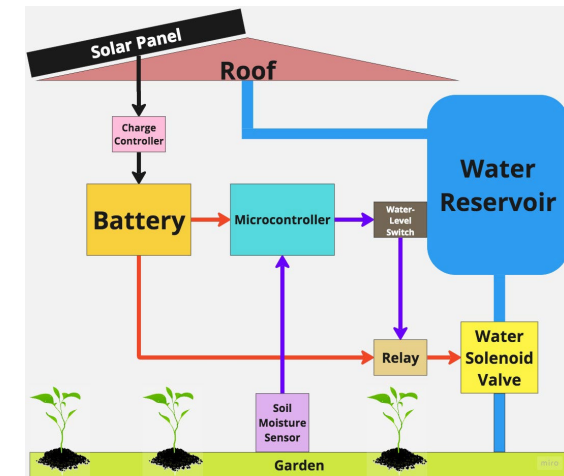 Solar Panel
Roof
Charge
Controller
Water
Reservoir
Battery
Microcontroller
Water-
Level
Switch
Relay
Water
Solenoid
Valve
Soil
Moisture
Sensor
Garden
miro